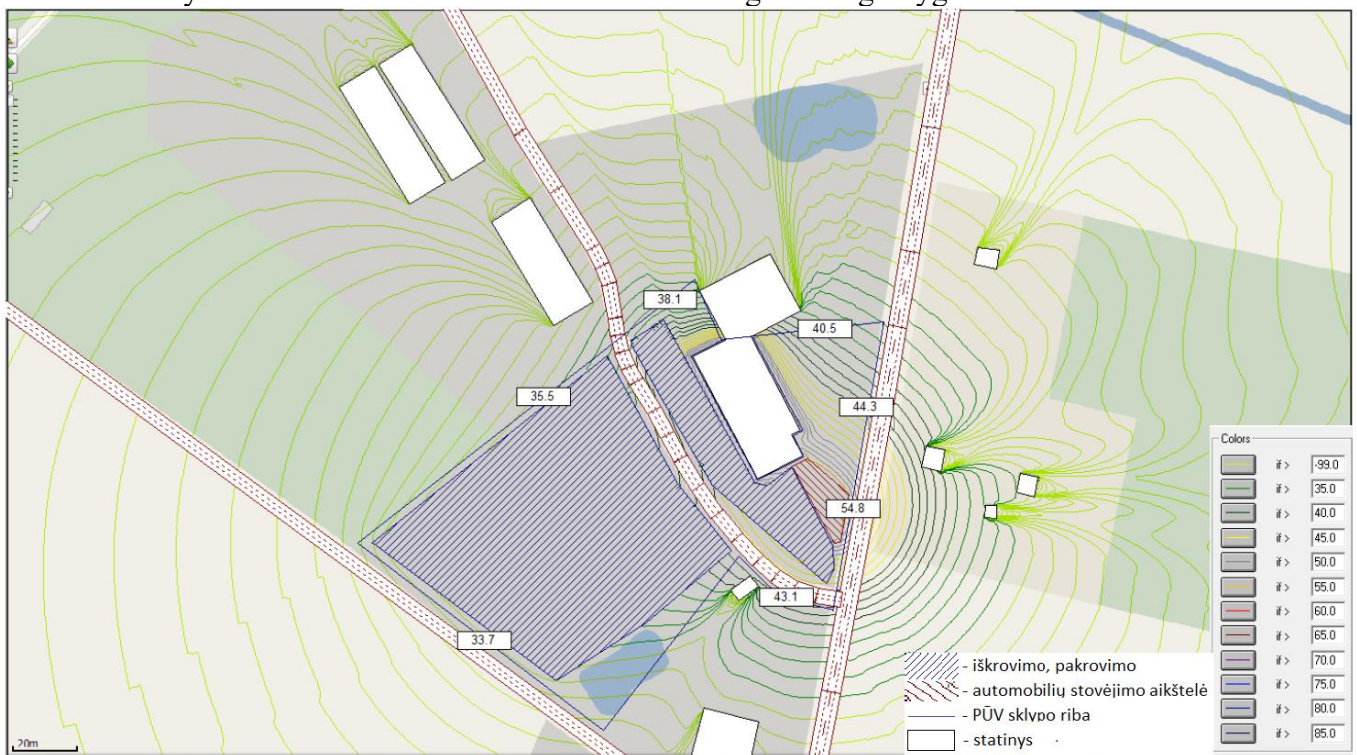 38.1
40.5
35.5
44.3
54.8
43.1
33.7
20m
Colors
if > -99.0
if > 35.0
if > 40.0
if > 45.0
if > 50.0
if > 55.0
if > 60.0
if > 65.0
if > 70.0
if > 75.0
if > 80.0
if > 85.0
- iškrovimo, pakrovimo
- automobilių stovėjimo aikštelė
- PŪV sklypo riba
- statinys